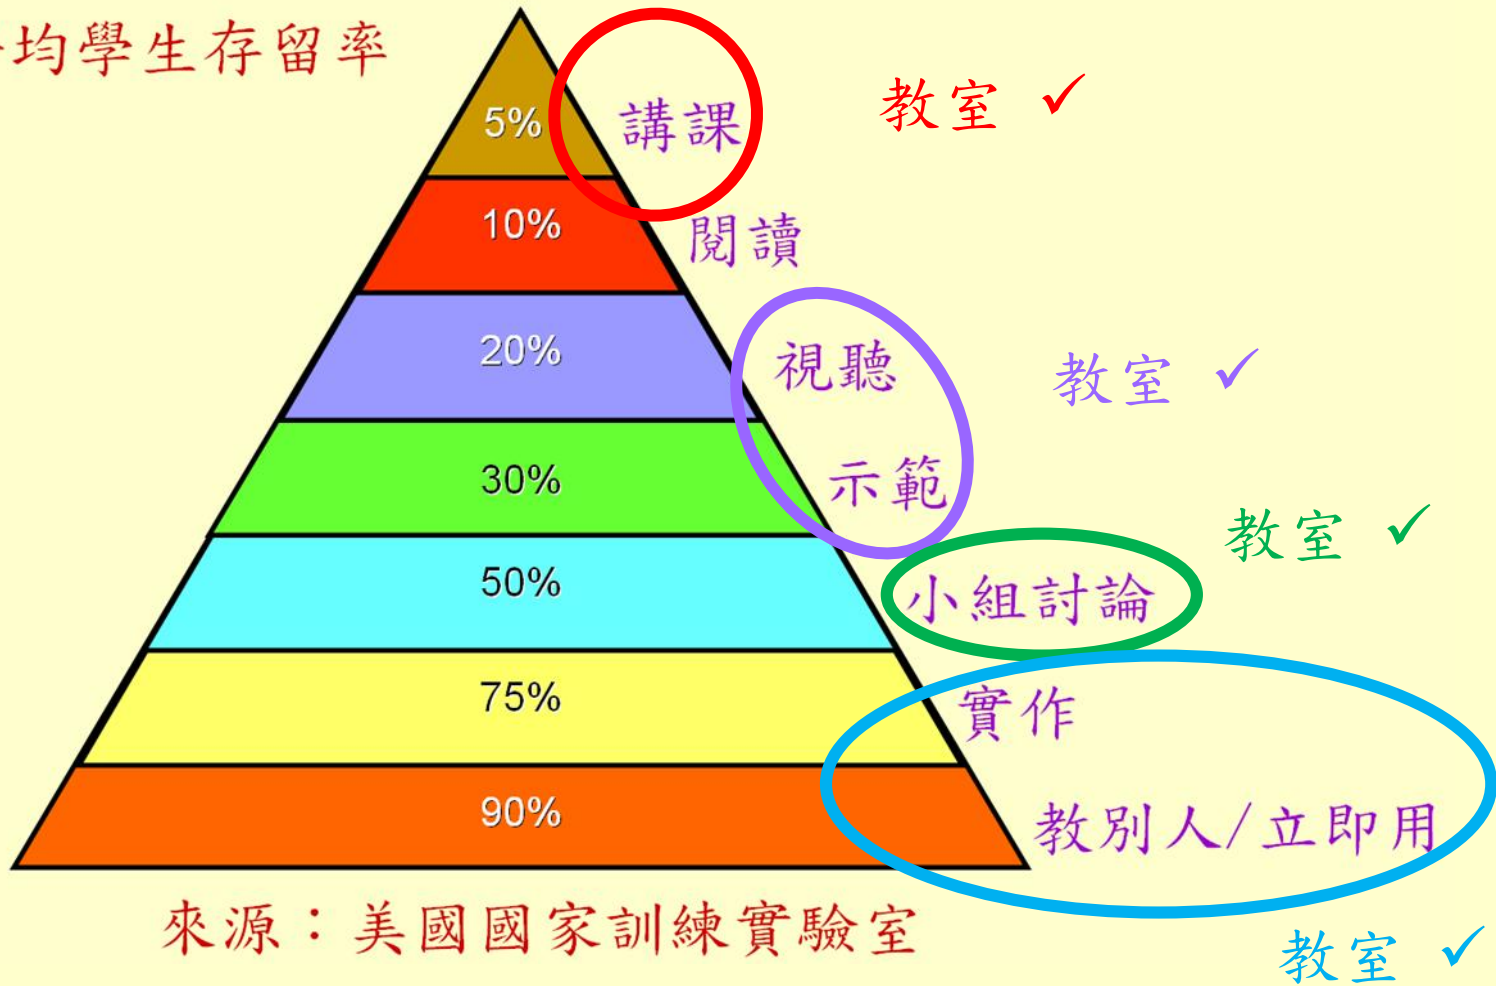 均學生存留率
5%
講課
教室 ✓
10%
閱讀
20%
視聽
教室 ✓
30%
示範
教室 ✓
50%
小組討論
75%
實作
90%
教別人/立即用
來源：美國國家訓練實驗室
教室 ✓